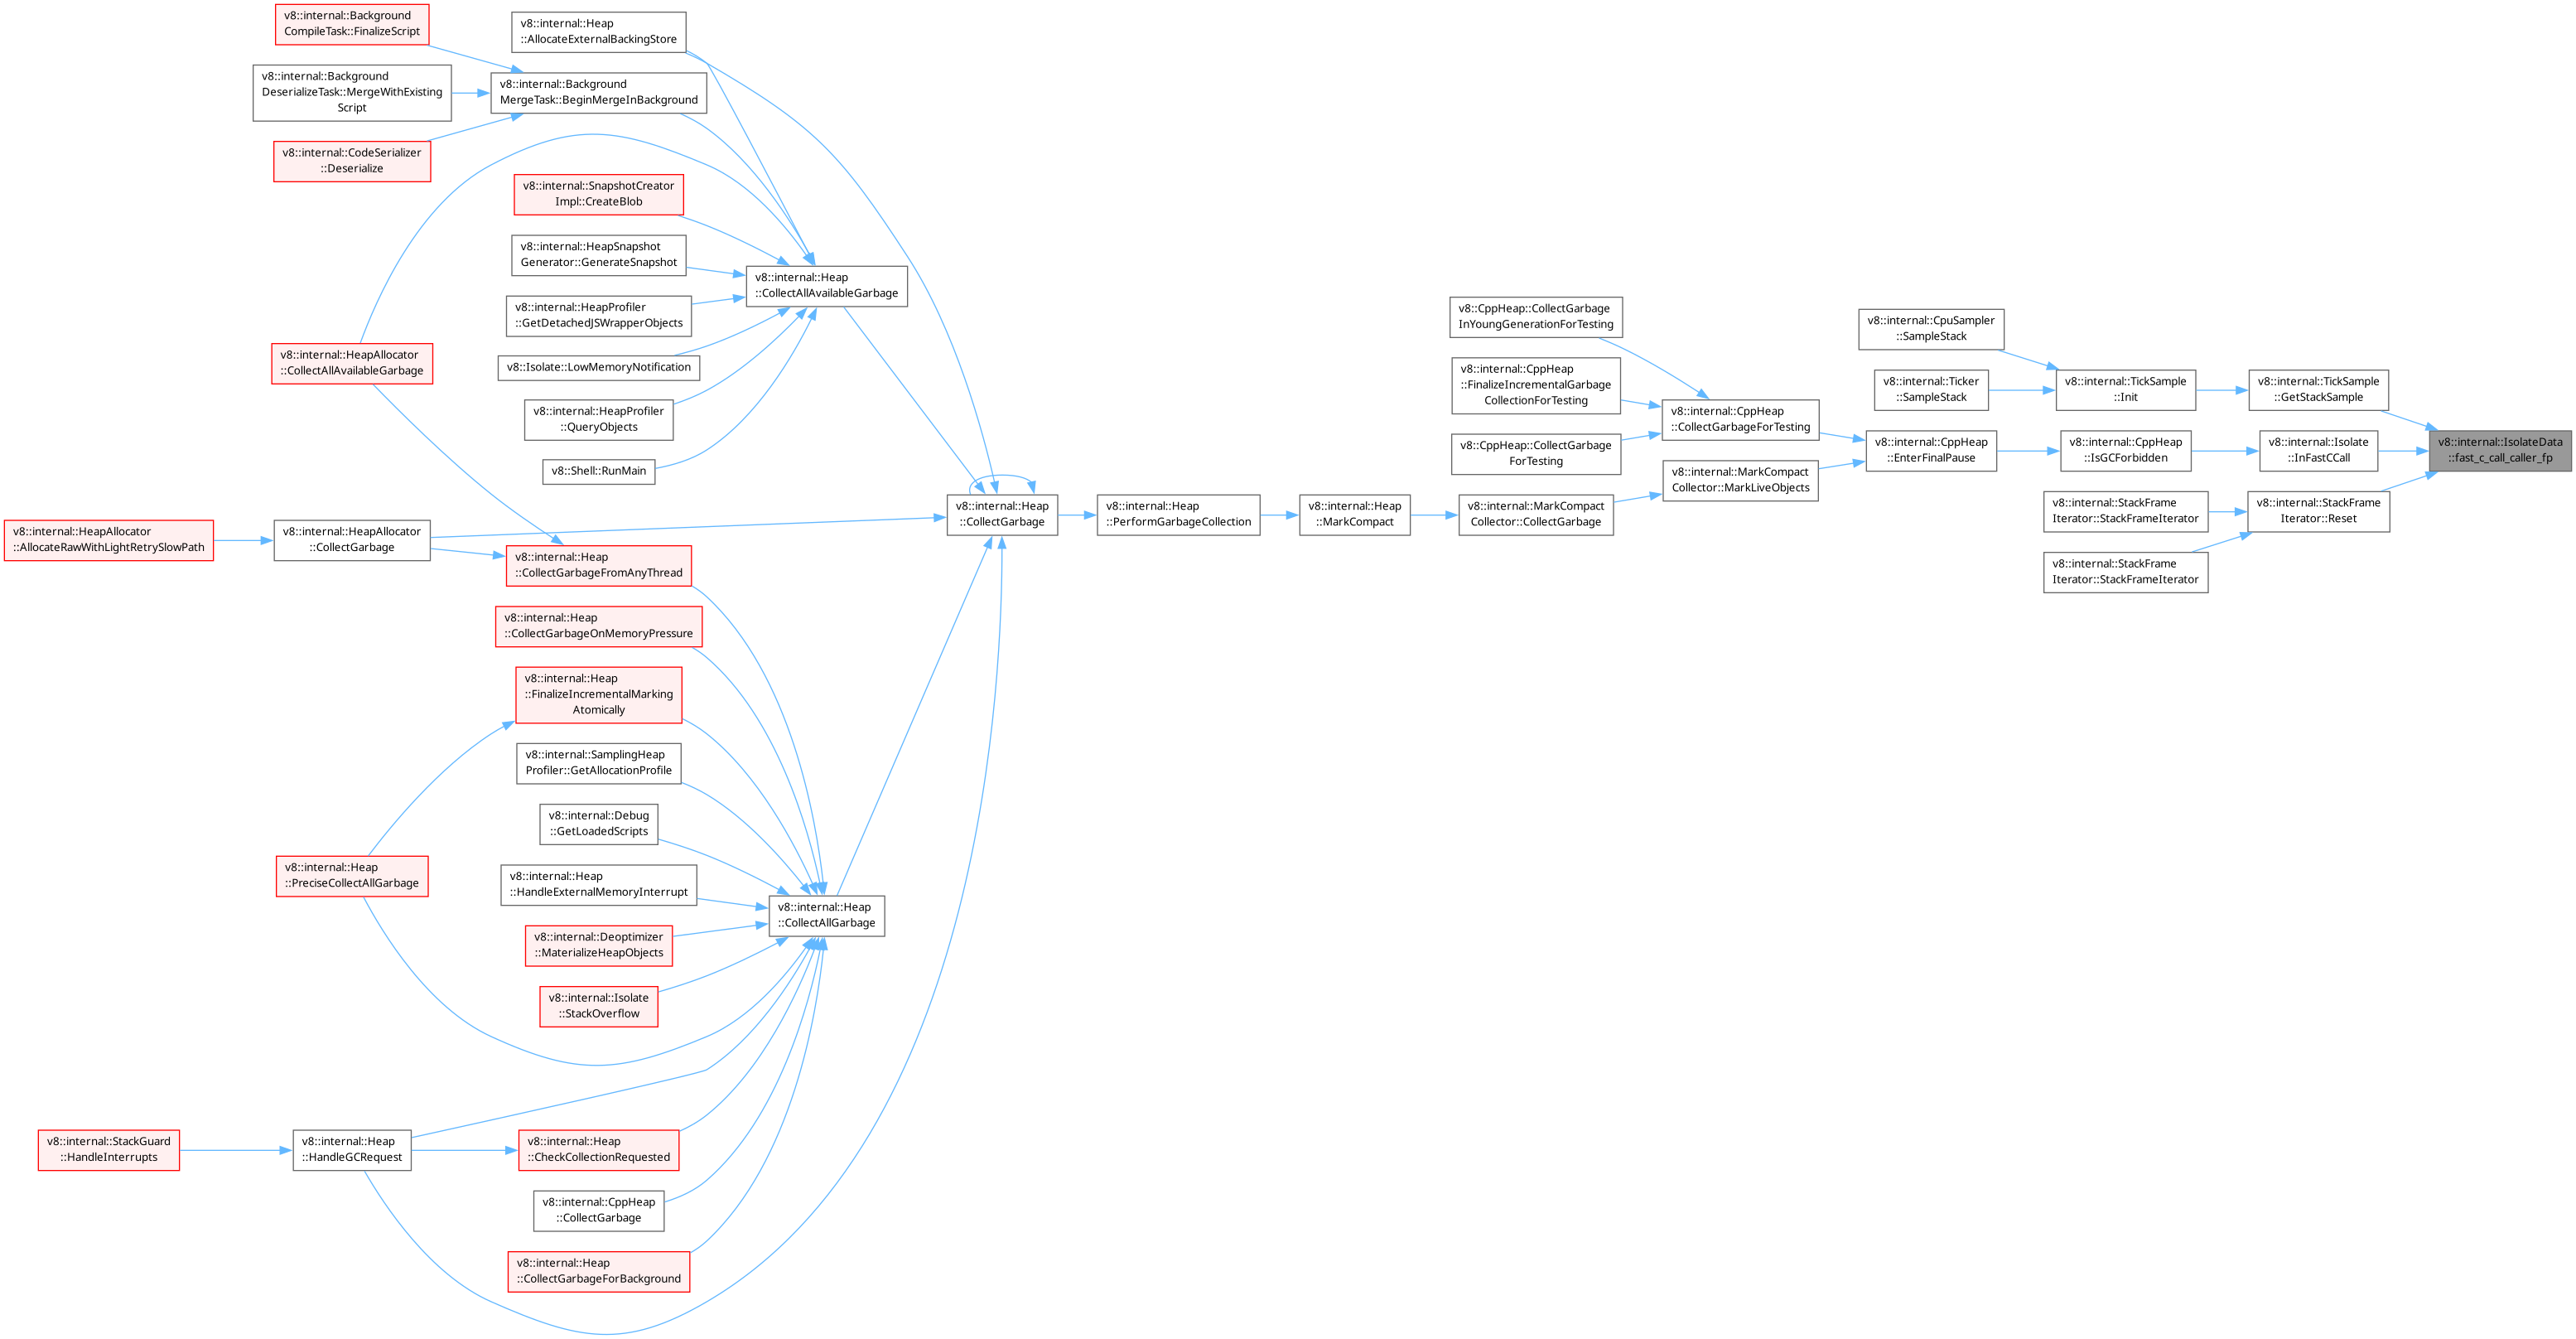 v8::internal::Background
CompileTask::FinalizeScript
v8::internal::Background
DeserializeTask::MergeWithExisting
Script
v8::internal::CodeSerializer
::Deserialize
v8::internal::HeapAllocator
::CollectAllAvailableGarbage
v8::internal::HeapAllocator
::AllocateRawWithLightRetrySlowPath
v8::internal::HeapAllocator
::CollectGarbage
v8::internal::Heap
::PreciseCollectAllGarbage
v8::internal::StackGuard
::HandleInterrupts
v8::internal::Heap
::HandleGCRequest
v8::internal::Heap
::AllocateExternalBackingStore
v8::internal::Background
MergeTask::BeginMergeInBackground
v8::internal::SnapshotCreator
Impl::CreateBlob
v8::internal::HeapSnapshot
Generator::GenerateSnapshot
v8::internal::HeapProfiler
::GetDetachedJSWrapperObjects
v8::Isolate::LowMemoryNotification
v8::internal::HeapProfiler
::QueryObjects
v8::Shell::RunMain
v8::internal::Heap
::CollectGarbageFromAnyThread
v8::internal::Heap
::CollectGarbageOnMemoryPressure
v8::internal::Heap
::FinalizeIncrementalMarking
Atomically
v8::internal::SamplingHeap
Profiler::GetAllocationProfile
v8::internal::Debug
::GetLoadedScripts
v8::internal::Heap
::HandleExternalMemoryInterrupt
v8::internal::Deoptimizer
::MaterializeHeapObjects
v8::internal::Isolate
::StackOverflow
v8::internal::Heap
::CheckCollectionRequested
v8::internal::CppHeap
::CollectGarbage
v8::internal::Heap
::CollectGarbageForBackground
v8::internal::Heap
::CollectAllAvailableGarbage
v8::internal::Heap
::CollectAllGarbage
v8::internal::Heap
::CollectGarbage
v8::internal::Heap
::PerformGarbageCollection
v8::internal::Heap
::MarkCompact
v8::CppHeap::CollectGarbage
InYoungGenerationForTesting
v8::internal::CppHeap
::FinalizeIncrementalGarbage
CollectionForTesting
v8::CppHeap::CollectGarbage
ForTesting
v8::internal::MarkCompact
Collector::CollectGarbage
v8::internal::CppHeap
::CollectGarbageForTesting
v8::internal::MarkCompact
Collector::MarkLiveObjects
v8::internal::CpuSampler
::SampleStack
v8::internal::Ticker
::SampleStack
v8::internal::CppHeap
::EnterFinalPause
v8::internal::TickSample
::Init
v8::internal::CppHeap
::IsGCForbidden
v8::internal::StackFrame
Iterator::StackFrameIterator
v8::internal::StackFrame
Iterator::StackFrameIterator
v8::internal::TickSample
::GetStackSample
v8::internal::Isolate
::InFastCCall
v8::internal::StackFrame
Iterator::Reset
v8::internal::IsolateData
::fast_c_call_caller_fp